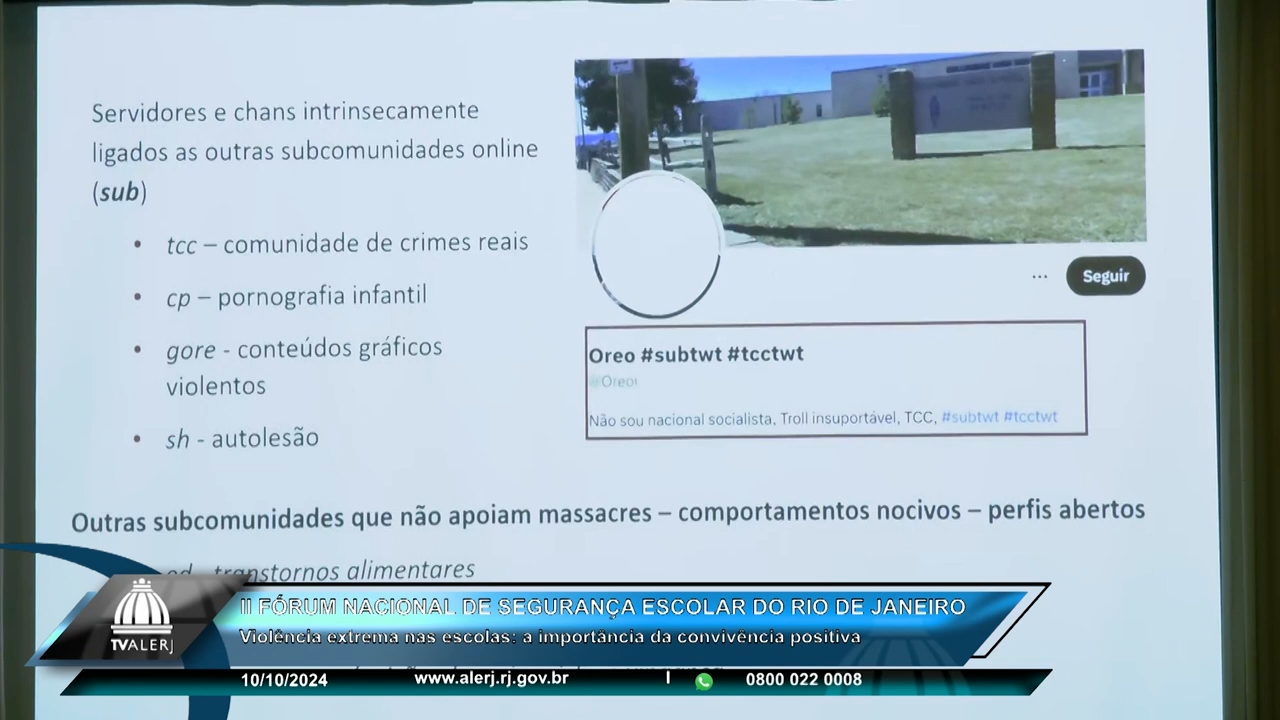 Servidores e chans intrinsecamente
ligados as outras subcomunidades online
(sub)
• tcc – comunidade de crimes reais
• cp – pornografia infantil
• gore - conteúdos gráficos
violentos
• sh - autolesão
Seguir
Oreo #subtwt #tcctwt
@Oreo
Não sou nacional socialista, Troll insuportável, TCC, #subtwt #tcctwt
Outras subcomunidades que não apoiam massacres – comportamentos nocivos – perfis abertos
ed - transtornos alimentares
TVALERJ
II FÓRUM NACIONAL DE SEGURANÇA ESCOLAR DO RIO DE JANEIRO
Violência extrema nas escolas: a importância da convivência positiva
10/10/2024 www.alerj.rj.gov.br | 0800 022 0008